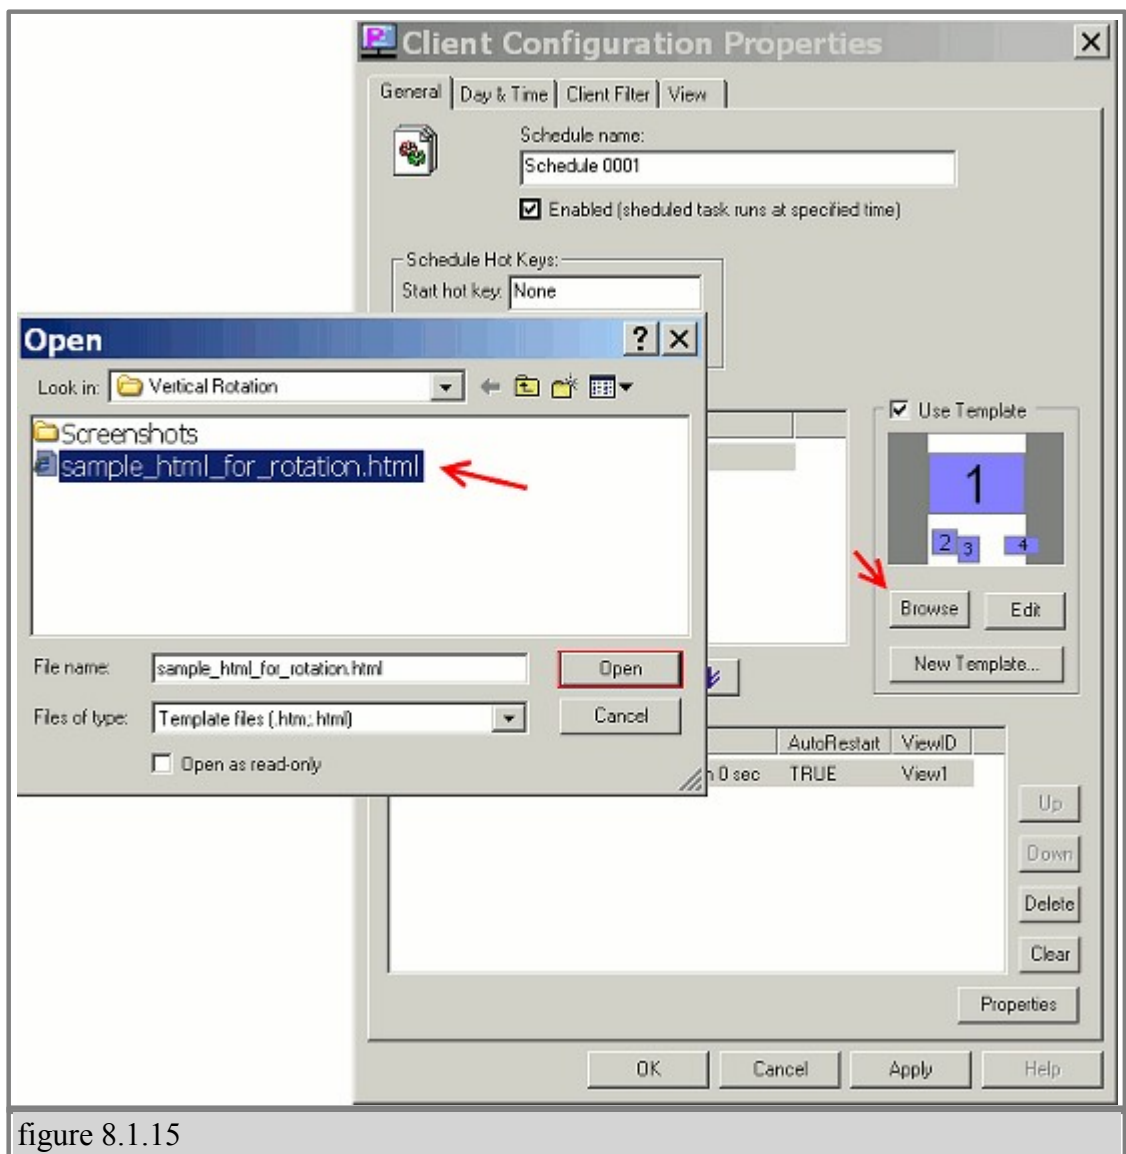 Client Configuration Properties
General Day & Time Client Filter View
Schedule name:
Schedule 0001
Enabled (sheduled task runs at specified time)
Schedule Hot Keys:
Start hot key: None
Open
Look in: Vertical Rotation
Screenshots
sample_html_for_rotation.html
File name: sample_html_for_rotation.html Open
Files of type: Template files (.htm;.html) Cancel
Open as read-only
Use Template
1
2 3 4
Browse Edit
New Template...
AutoRestart ViewID
0 sec TRUE View1
Up
Down
Delete
Clear
Properties
OK Cancel Apply Help
figure 8.1.15